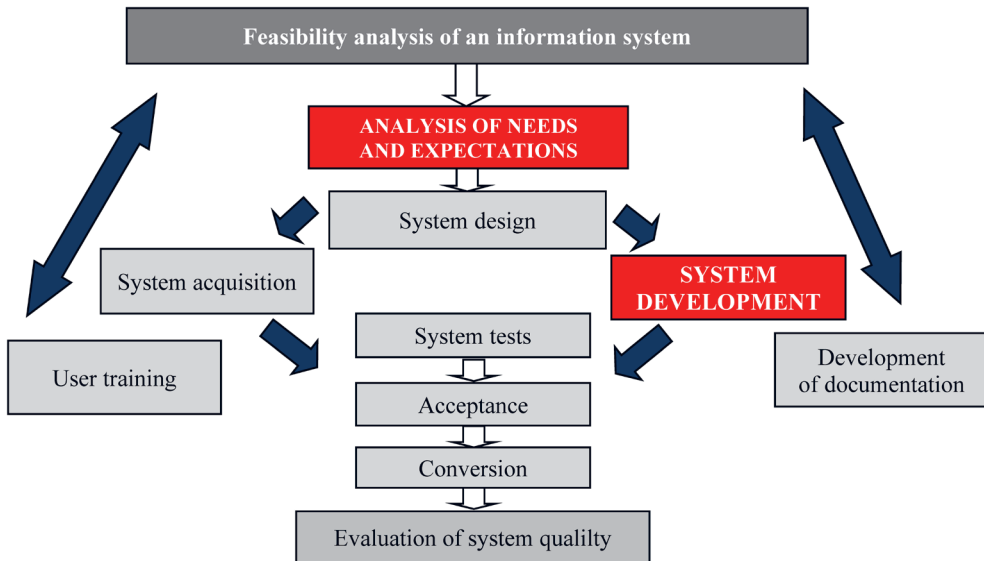 Feasibility analysis of an information system
ANALYSIS OF NEEDS
AND EXPECTATIONS
System design
System acquisition
SYSTEM
DEVELOPMENT
System tests
User training
Development
of documentation
Acceptance
Conversion
Evaluation of system qualilty